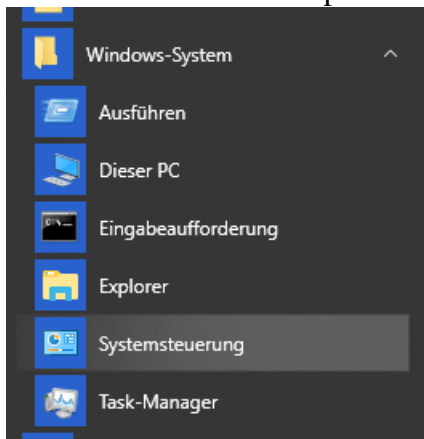 Windows-System
Ausführen
Dieser PC
Eingabeaufforderung
Explorer
Systemsteuerung
Task-Manager